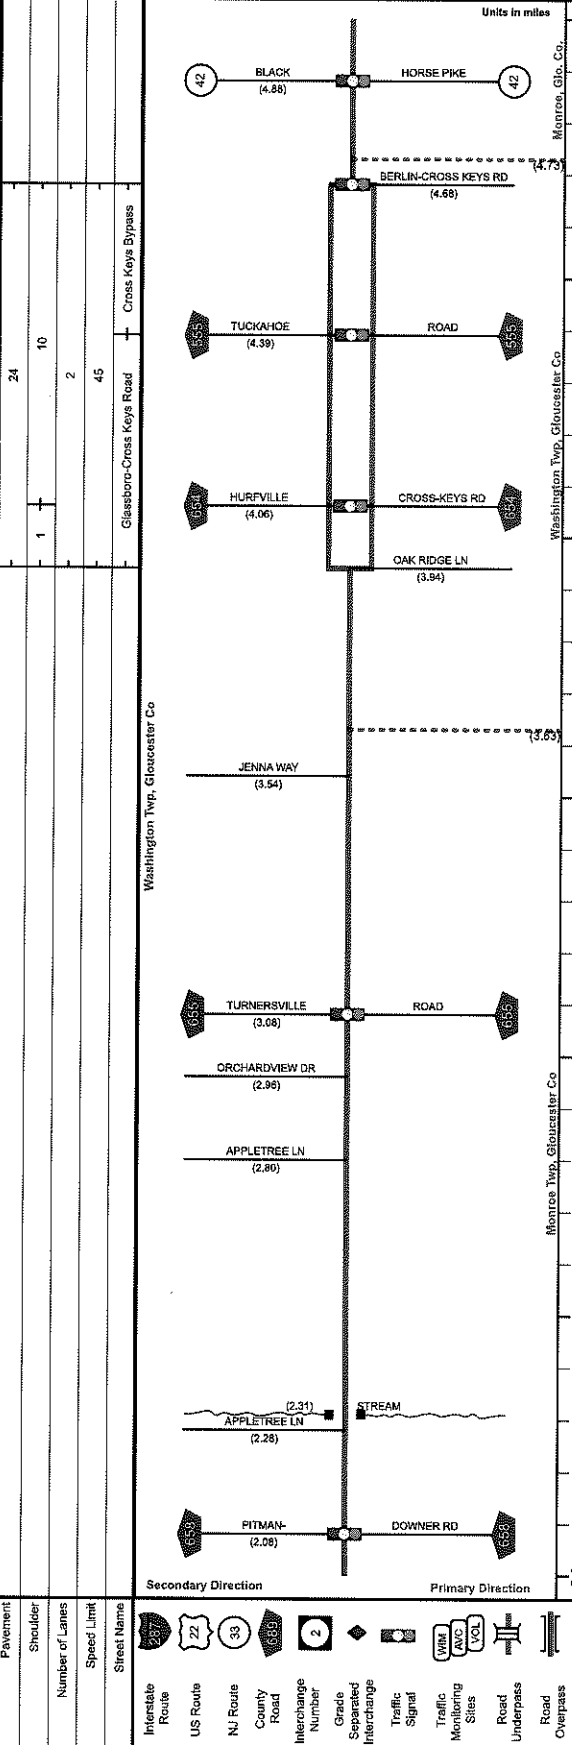 Units in miles
42
BLACK
(4.88)
HORSE PIKE
42
Monroe, Glo. Co.
(4.73)
BERLIN-CROSS KEYS RD
(4.68)
555
TUCKAHOE
(4.39)
ROAD
555
654
HURFVILLE
(4.06)
CROSS-KEYS RD
654
Washington Twp, Gloucester Co
OAK RIDGE LN
(3.94)
(3.63)
JENNA WAY
(3.54)
Washington Twp, Gloucester Co
655
TURNERSVILLE
(3.08)
ROAD
655
ORCHARDVIEW DR
(2.96)
APPLETREE LN
(2.80)
Monroe Twp, Gloucester Co
(2.31)
STREAM
APPLETREE LN
(2.28)
658
PITMAN-
(2.08)
DOWNER RD
658
Secondary Direction
Primary Direction
Pavement
24
Shoulder
1
10
Number of Lanes
2
Speed Limit
45
Street Name
Glassboro-Cross Keys Road
Cross Keys Bypass
287
Interstate
Route
22
US Route
33
NJ Route
689
County
Road
2
Interchange
Number
Grade
Separated
Interchange
Traffic
Signal
WIM
AVC
VOL
Traffic
Monitoring
Sites
Road
Underpass
Road
Overpass